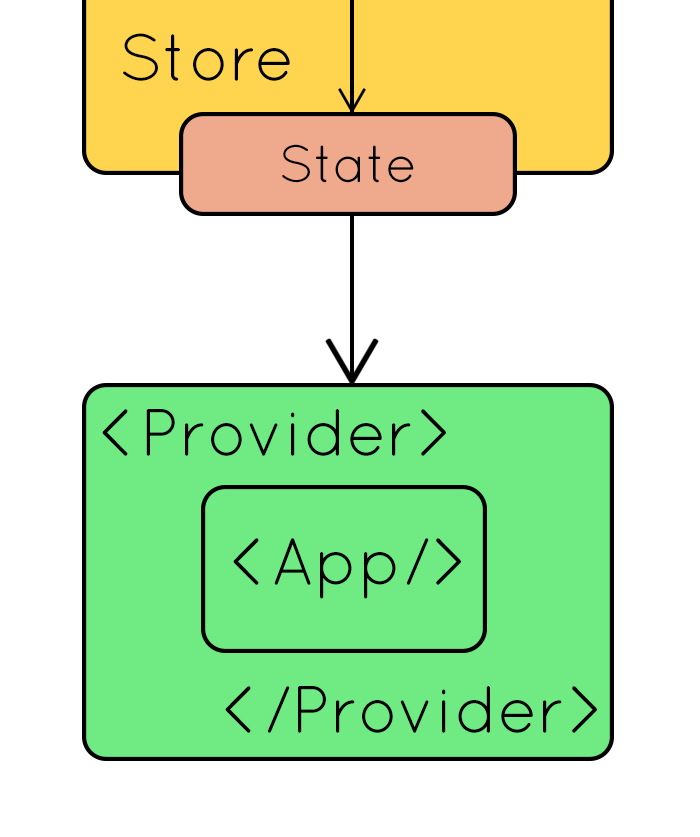 Store
State
<Provider>
<App/>
</Provider>